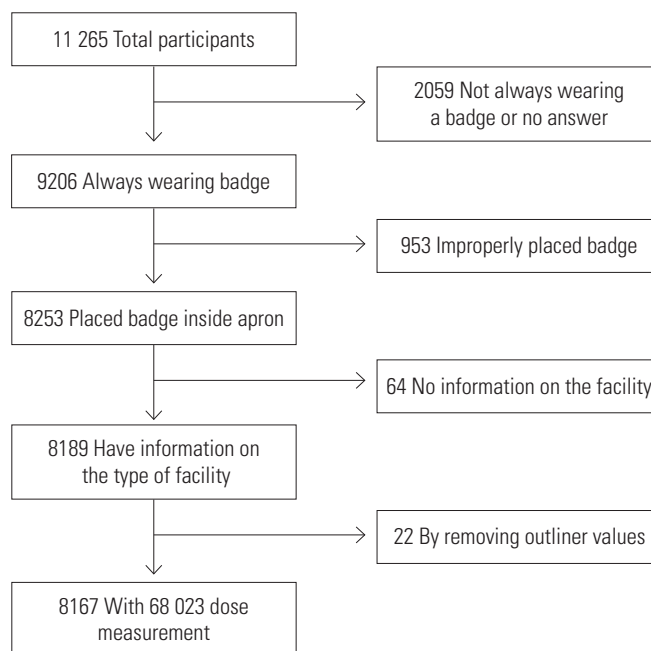 11 265 Total participants
2059 Not always wearing
a badge or no answer
9206 Always wearing badge
953 Improperly placed badge
8253 Placed badge inside apron
64 No information on the facility
8189 Have information on
the type of facility
22 By removing outliner values
8167 With 68 023 dose
measurement